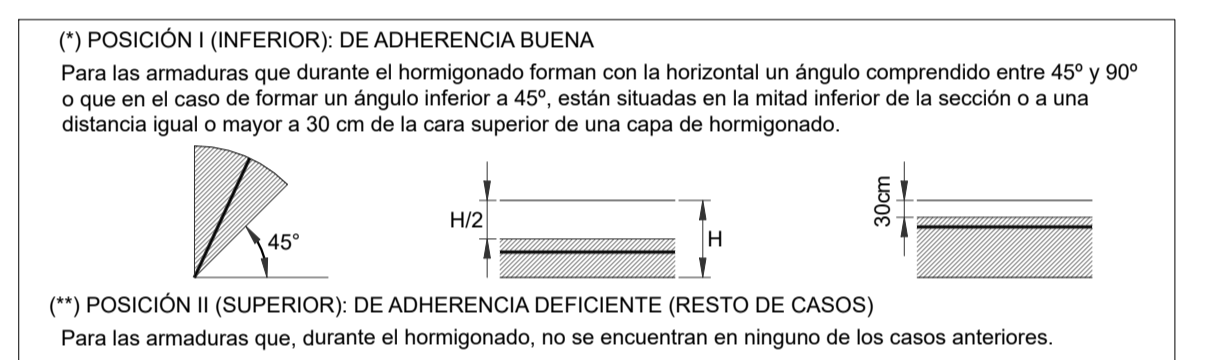 (*) POSICIÓN I (INFERIOR): DE ADHERENCIA BUENA
Para las armaduras que durante el hormigonado forman con la horizontal un ángulo comprendido entre 45º y 90º
o que en el caso de formar un ángulo inferior a 45º, están situadas en la mitad inferior de la sección o a una
distancia igual o mayor a 30 cm de la cara superior de una capa de hormigonado.
45°
H/2
H
30cm
(**) POSICIÓN II (SUPERIOR): DE ADHERENCIA DEFICIENTE (RESTO DE CASOS)
Para las armaduras que, durante el hormigonado, no se encuentran en ninguno de los casos anteriores.